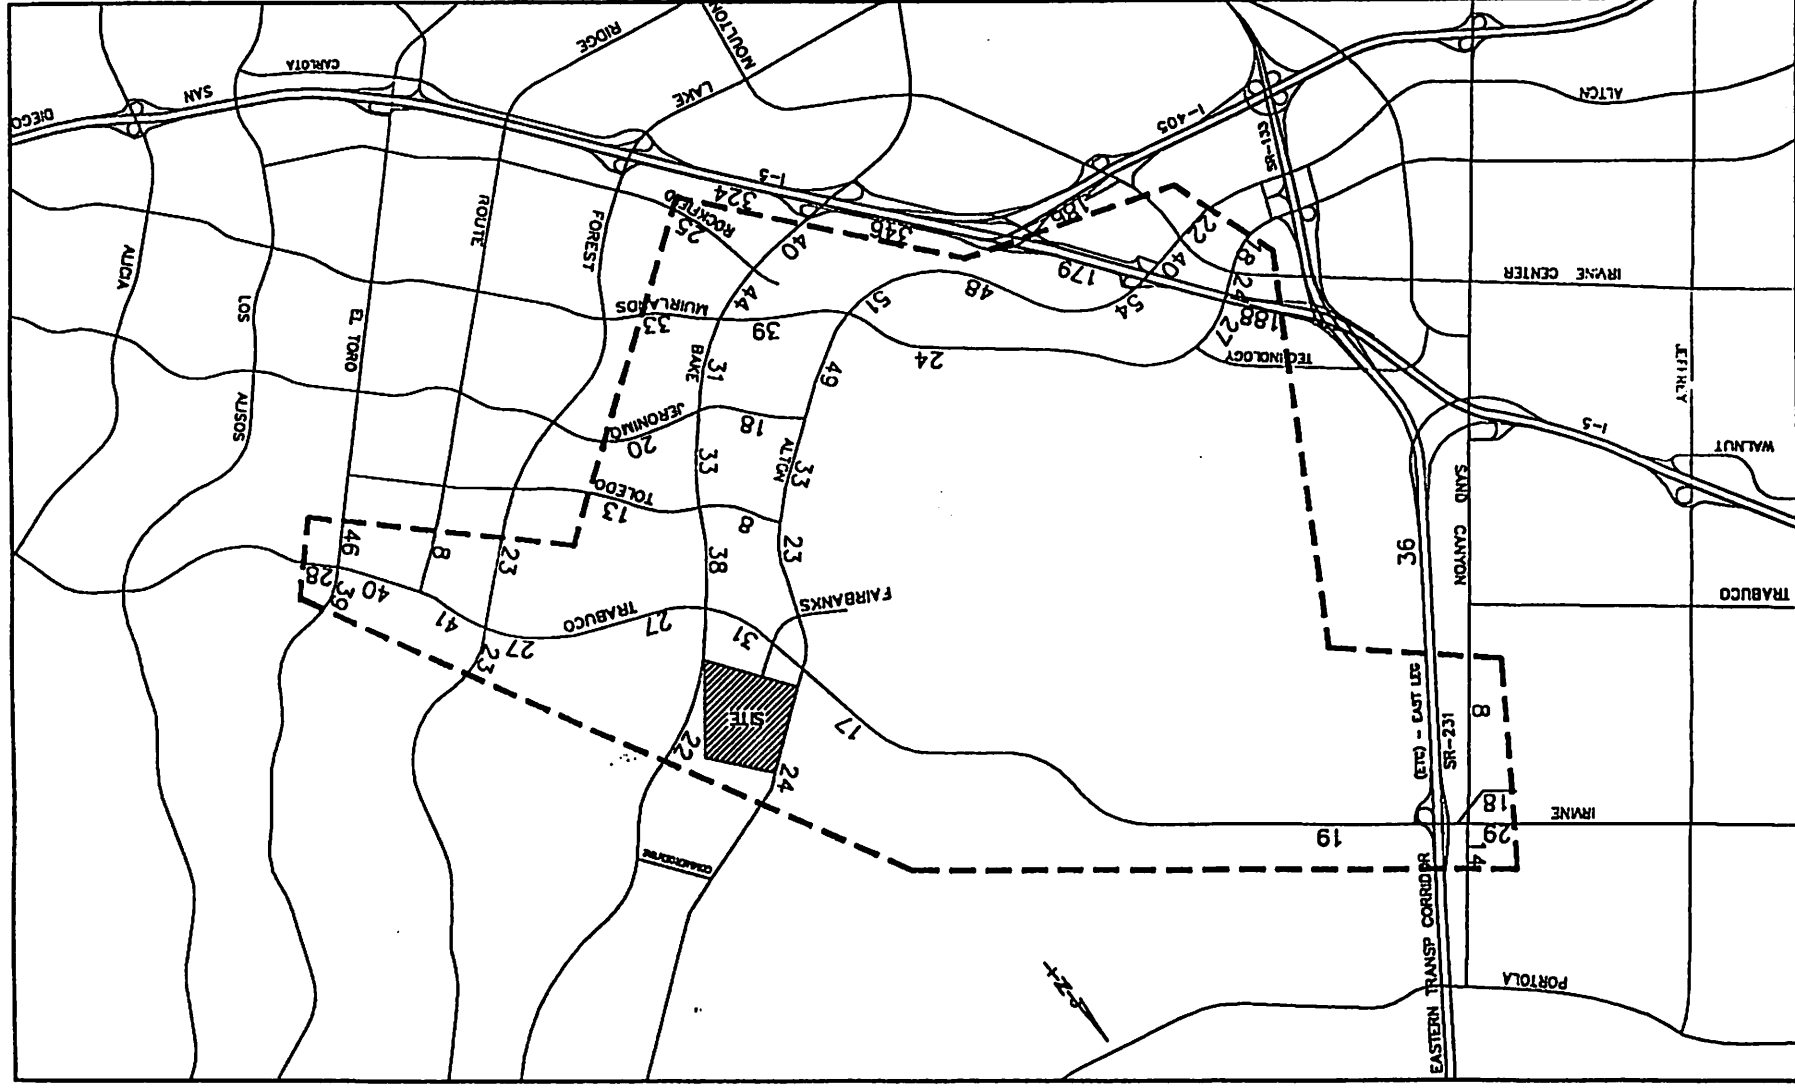 EASTERN TRANSP CORRIDOR
PORTOLA
N
14
29
IRVINE
18
19
COMMERCENTRE
24
22
SITE
17
8
SR-231
(ETC) - EAST LEG
TRABUCO
SAND CANYON
36
FAIRBANKS
31
27
TRABUCO
27
23
41
40
39
28
46
8
23
38
23
8
13
TOLEDO
33
33
ALTON
18
20
JERONIMO
WALNUT
I-5
JEFFREY
TECHNOLOGY
27
188
24
8
24
49
51
48
54
179
40
22
39
31
BAKE
44
33
MUIRLANDS
EL TORO
LOS
ALISOS
ALICIA
IRVINE CENTER
346
40
186
25
ROCKFIELD
324
I-5
FOREST
ROUTE
SR-133
I-405
ALTON
LAKE
MOULTON
RIDGE
CARLOTA
SAN
DIEGO